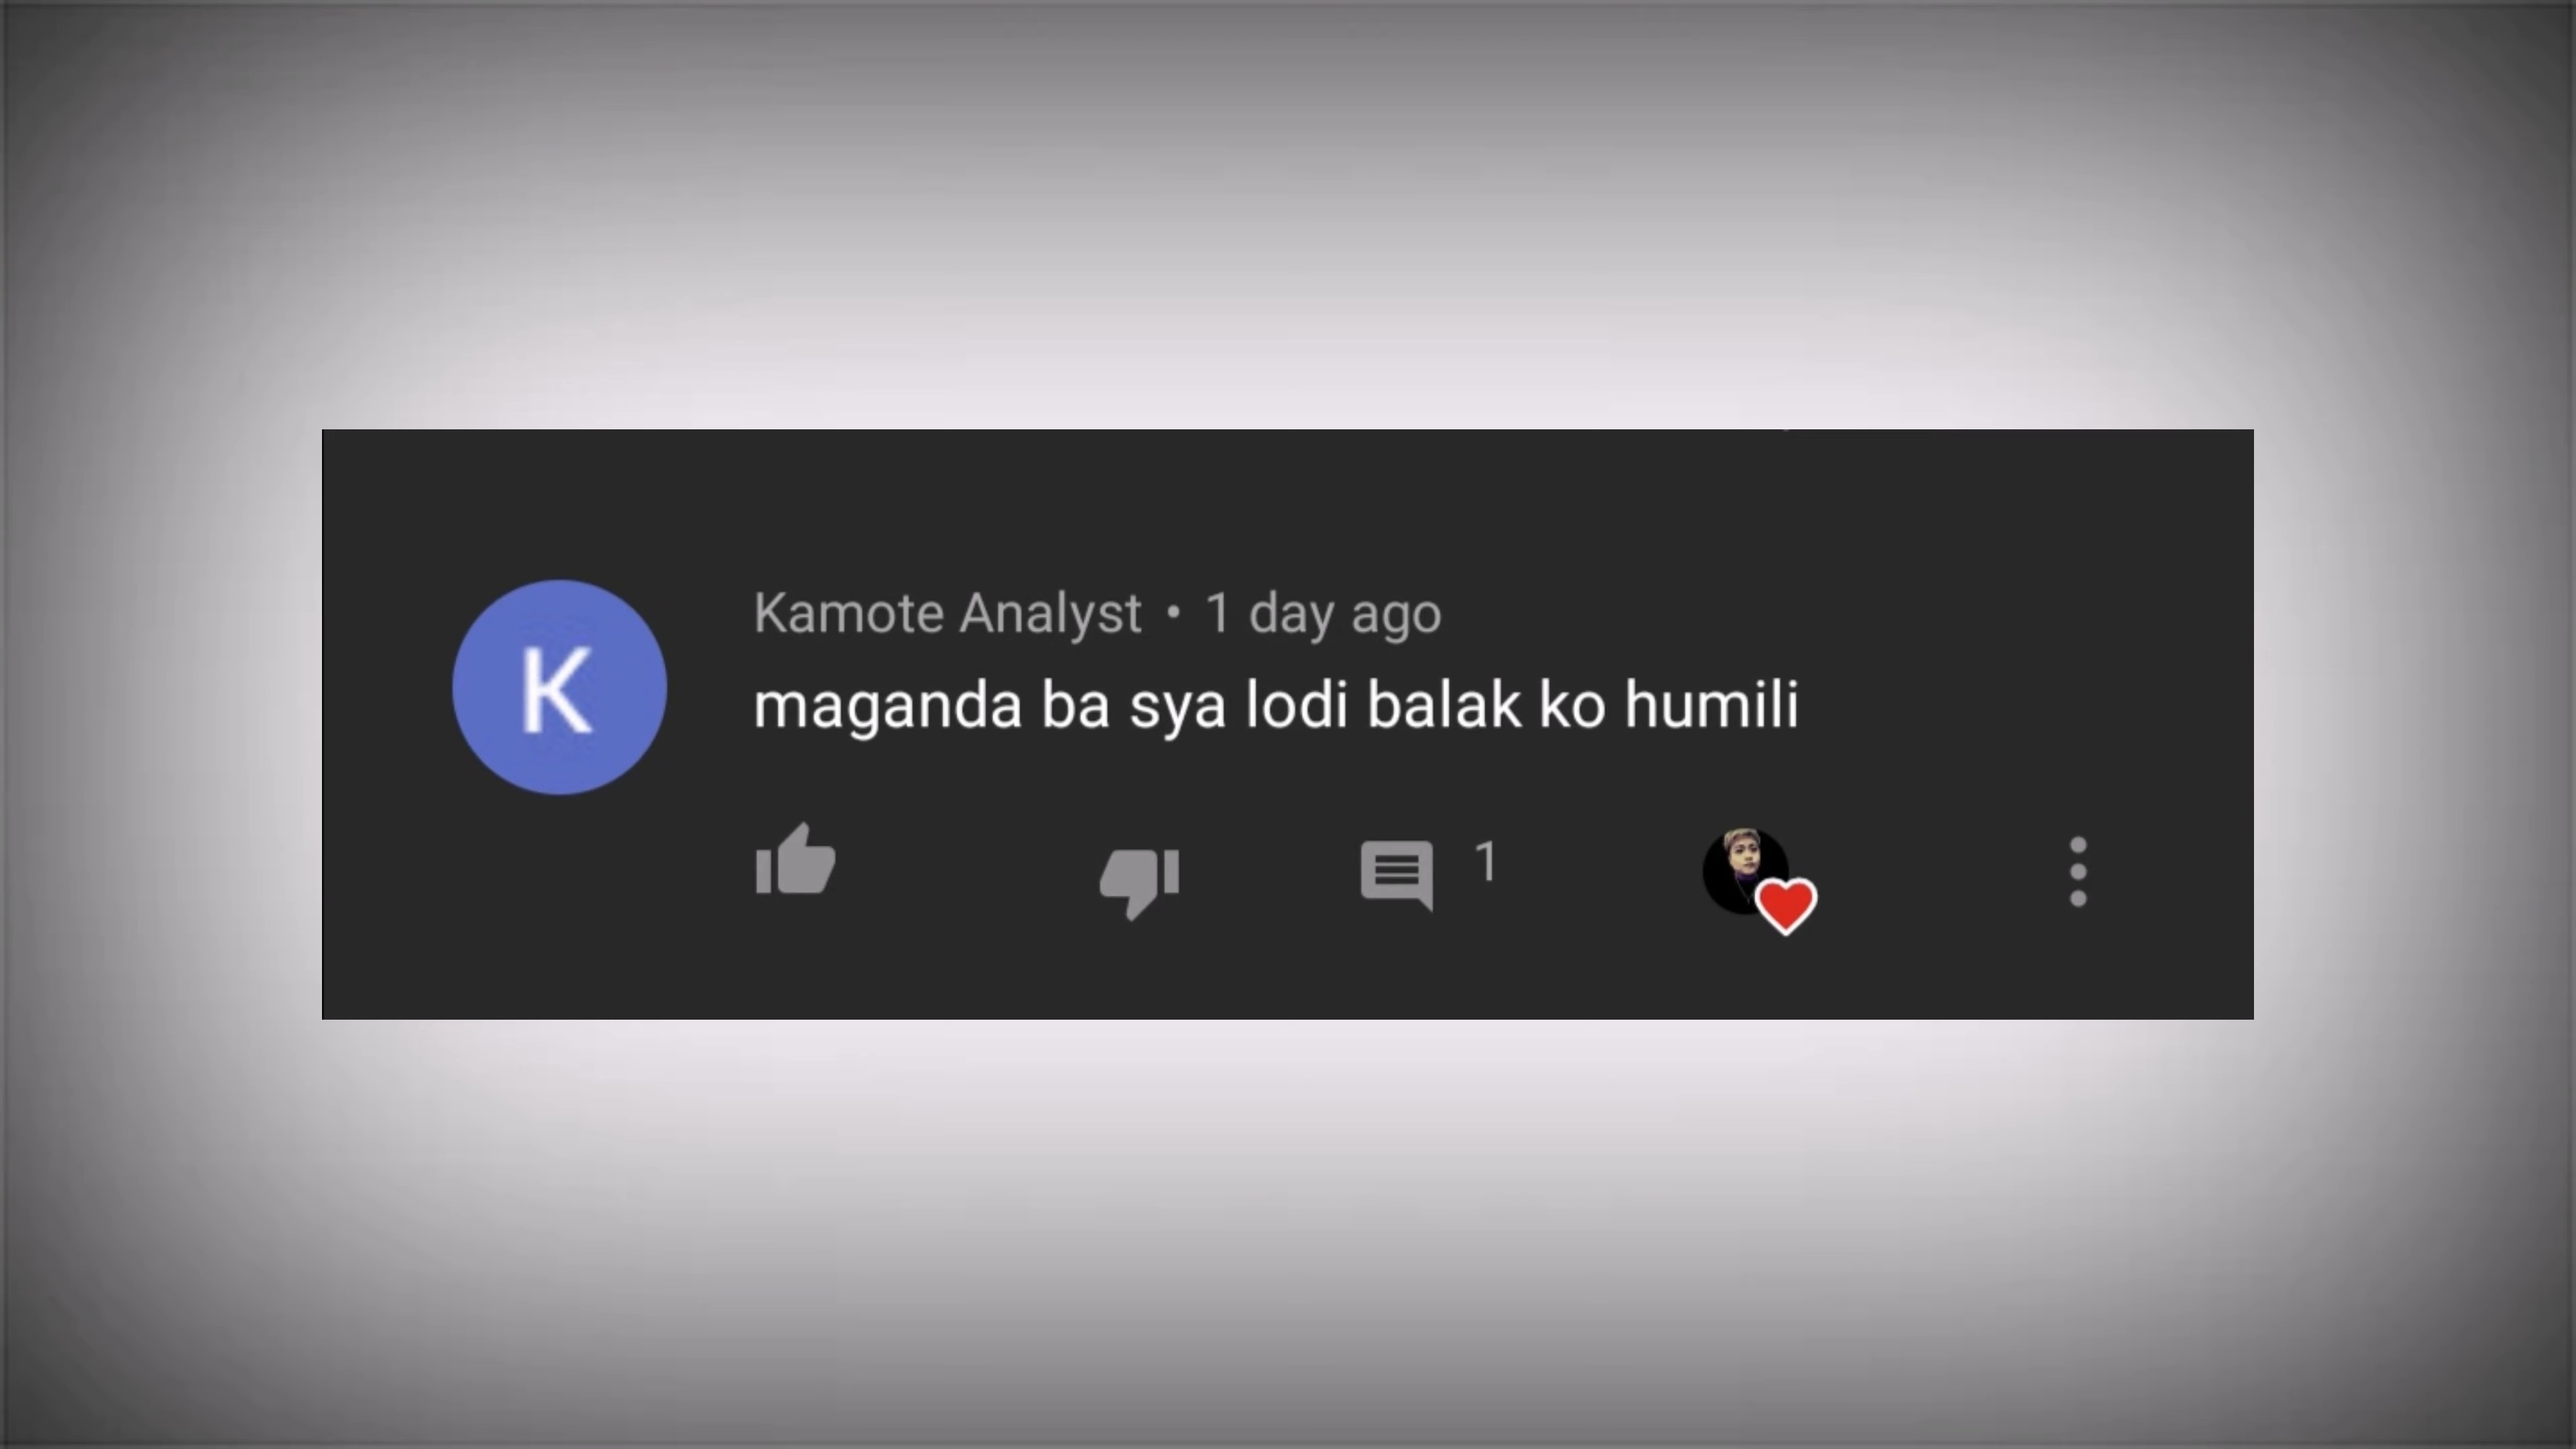 K
Kamote Analyst • 1 day ago
maganda ba sya lodi balak ko humili
1